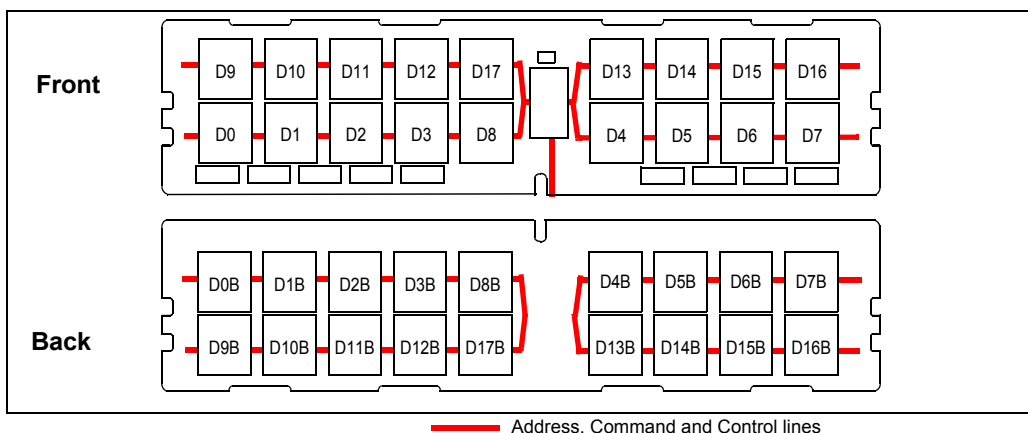 Front
D9 D10 D11 D12 D17 D13 D14 D15 D16
D0 D1 D2 D3 D8 D4 D5 D6 D7
Back
D0B D1B D2B D3B D8B D4B D5B D6B D7B
D9B D10B D11B D12B D17B D13B D14B D15B D16B
Address, Command and Control lines